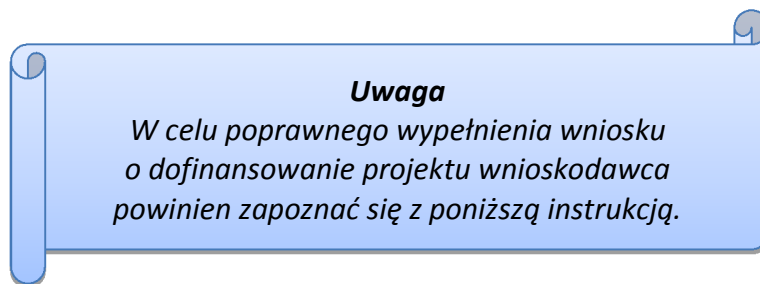 Uwaga
W celu poprawnego wypełnienia wniosku
o dofinansowanie projektu wnioskodawca
powinien zapoznać się z poniższą instrukcją.